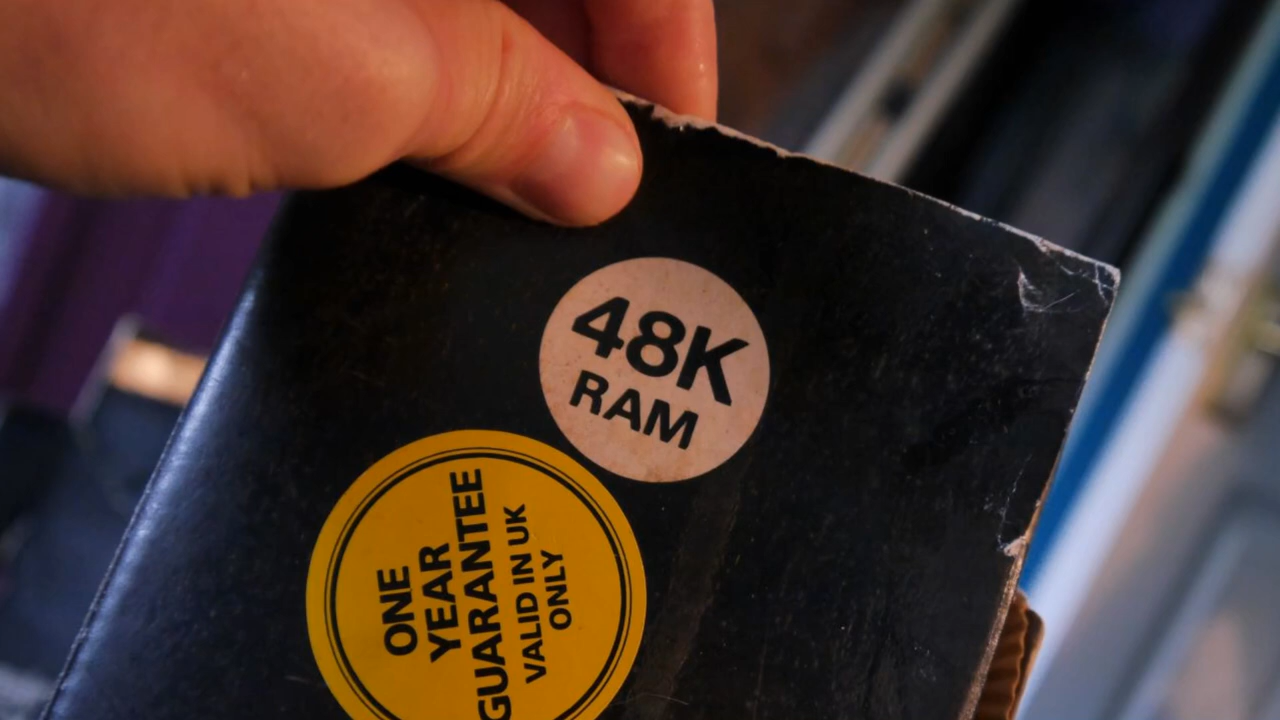 48K
RAM
ONE
YEAR
GUARANTEE
VALID IN UK
ONLY